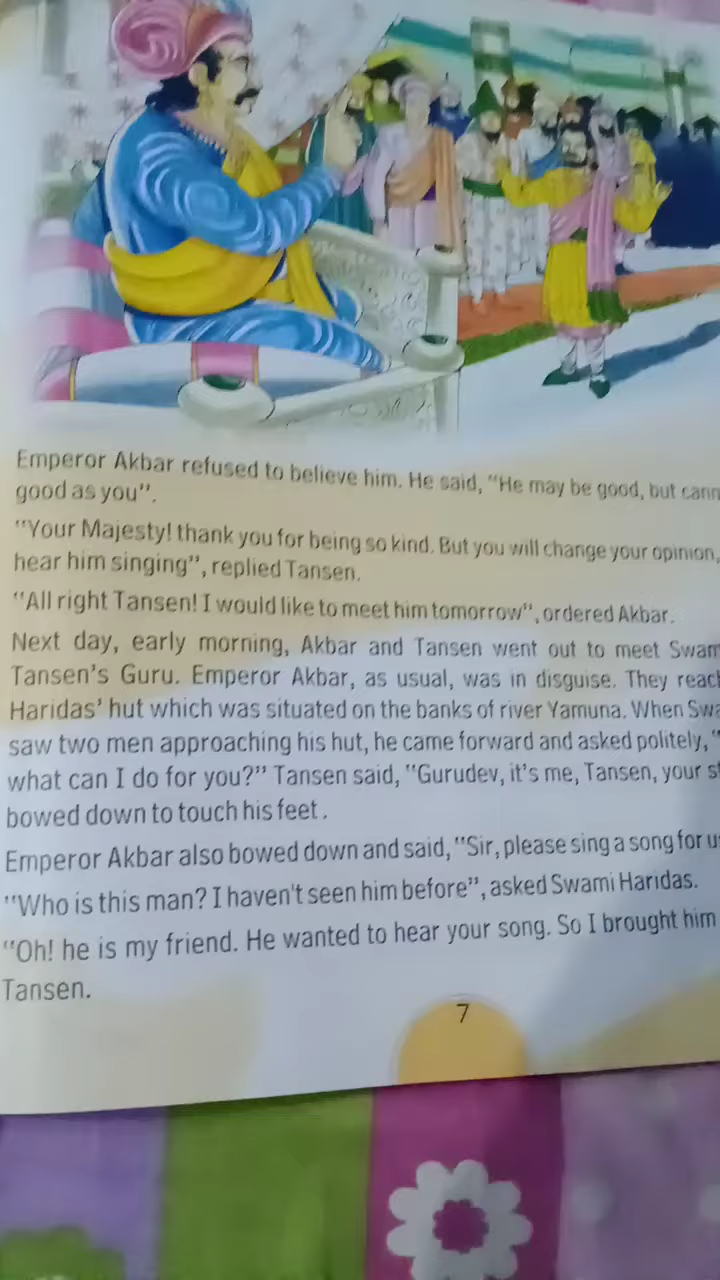 Emperor Akbar refused to believe him. He said, "He may be good, but
good as you".
"Your Majesty! thank you for being so kind. But you will change your opinion,
hear him singing", replied Tansen.
"All right Tansen! I would like to meet him tomorrow", ordered Akbar.
Next day, early morning, Akbar and Tansen went out to meet
Tansen's Guru. Emperor Akbar, as usual, was in disguise. They
Haridas' hut which was situated on the banks of river Yamuna. When
saw two men approaching his hut, he came forward and asked politely, "
what can I do for you?" Tansen said, "Gurudev, it's me, Tansen, your
bowed down to touch his feet.
Emperor Akbar also bowed down and said, "Sir, please sing a song for
"Who is this man? I haven't seen him before", asked Swami Haridas.
"Oh! he is my friend. He wanted to hear your song. So I brought him
Tansen.
7